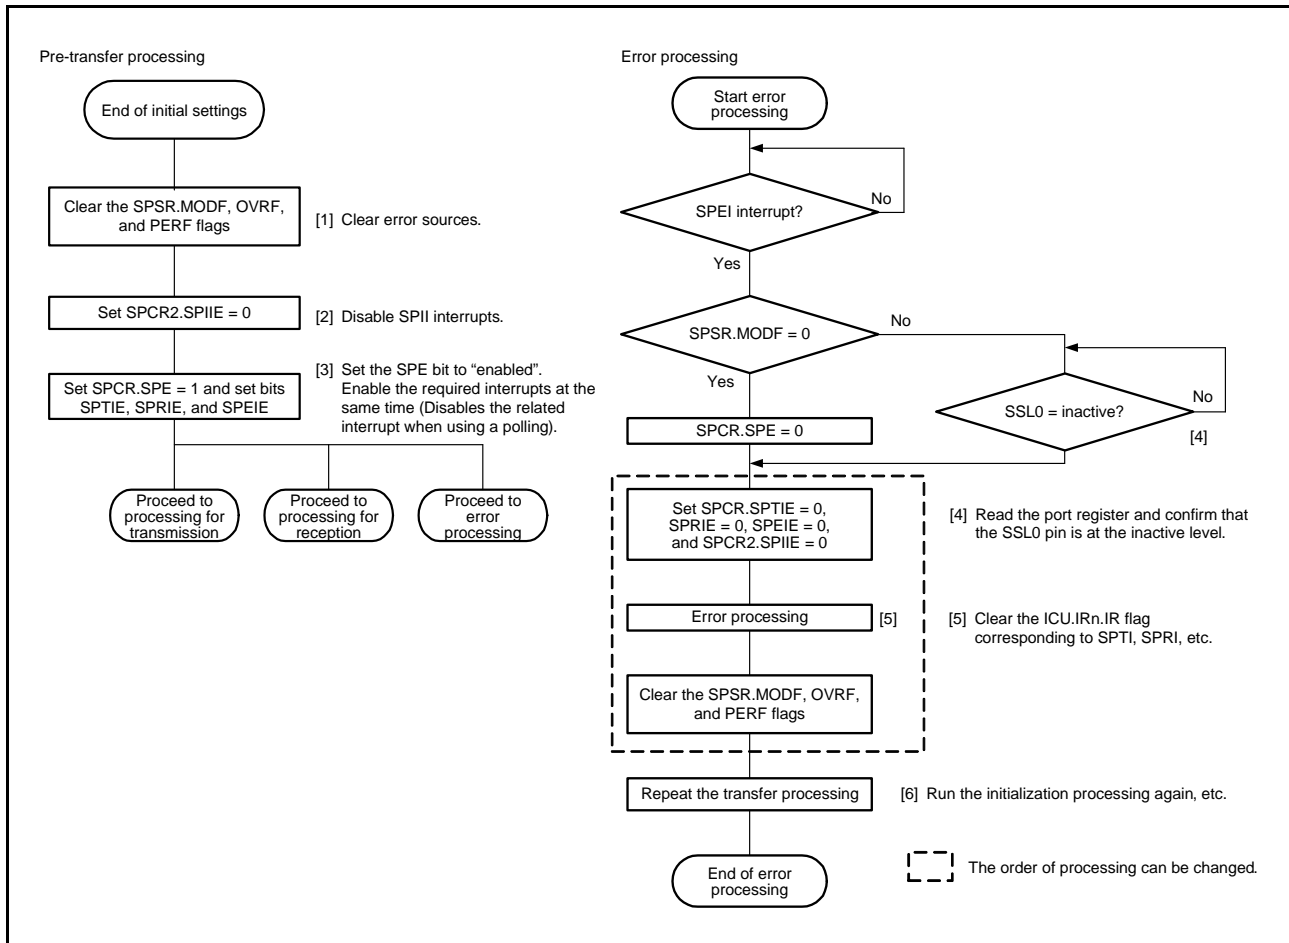 Pre-transfer processing
End of initial settings
Clear the SPSR.MODF, OVRF,
and PERF flags
[1] Clear error sources.
Set SPCR2.SPIIE = 0
[2] Disable SPII interrupts.
Set SPCR.SPE = 1 and set bits
SPTIE, SPRIE, and SPEIE
[3] Set the SPE bit to “enabled”.
Enable the required interrupts at the
same time (Disables the related
interrupt when using a polling).
Proceed to
processing for
transmission
Proceed to
processing for
reception
Proceed to
error
processing
Error processing
Start error
processing
SPEI interrupt?
No
Yes
SPSR.MODF = 0
No
Yes
SSL0 = inactive?
No
[4]
SPCR.SPE = 0
Set SPCR.SPTIE = 0,
SPRIE = 0, SPEIE = 0,
and SPCR2.SPIIE = 0
[4] Read the port register and confirm that
the SSL0 pin is at the inactive level.
Error processing
[5]
[5] Clear the ICU.IRn.IR flag
corresponding to SPTI, SPRI, etc.
Clear the SPSR.MODF, OVRF,
and PERF flags
Repeat the transfer processing
[6] Run the initialization processing again, etc.
End of error
processing
The order of processing can be changed.